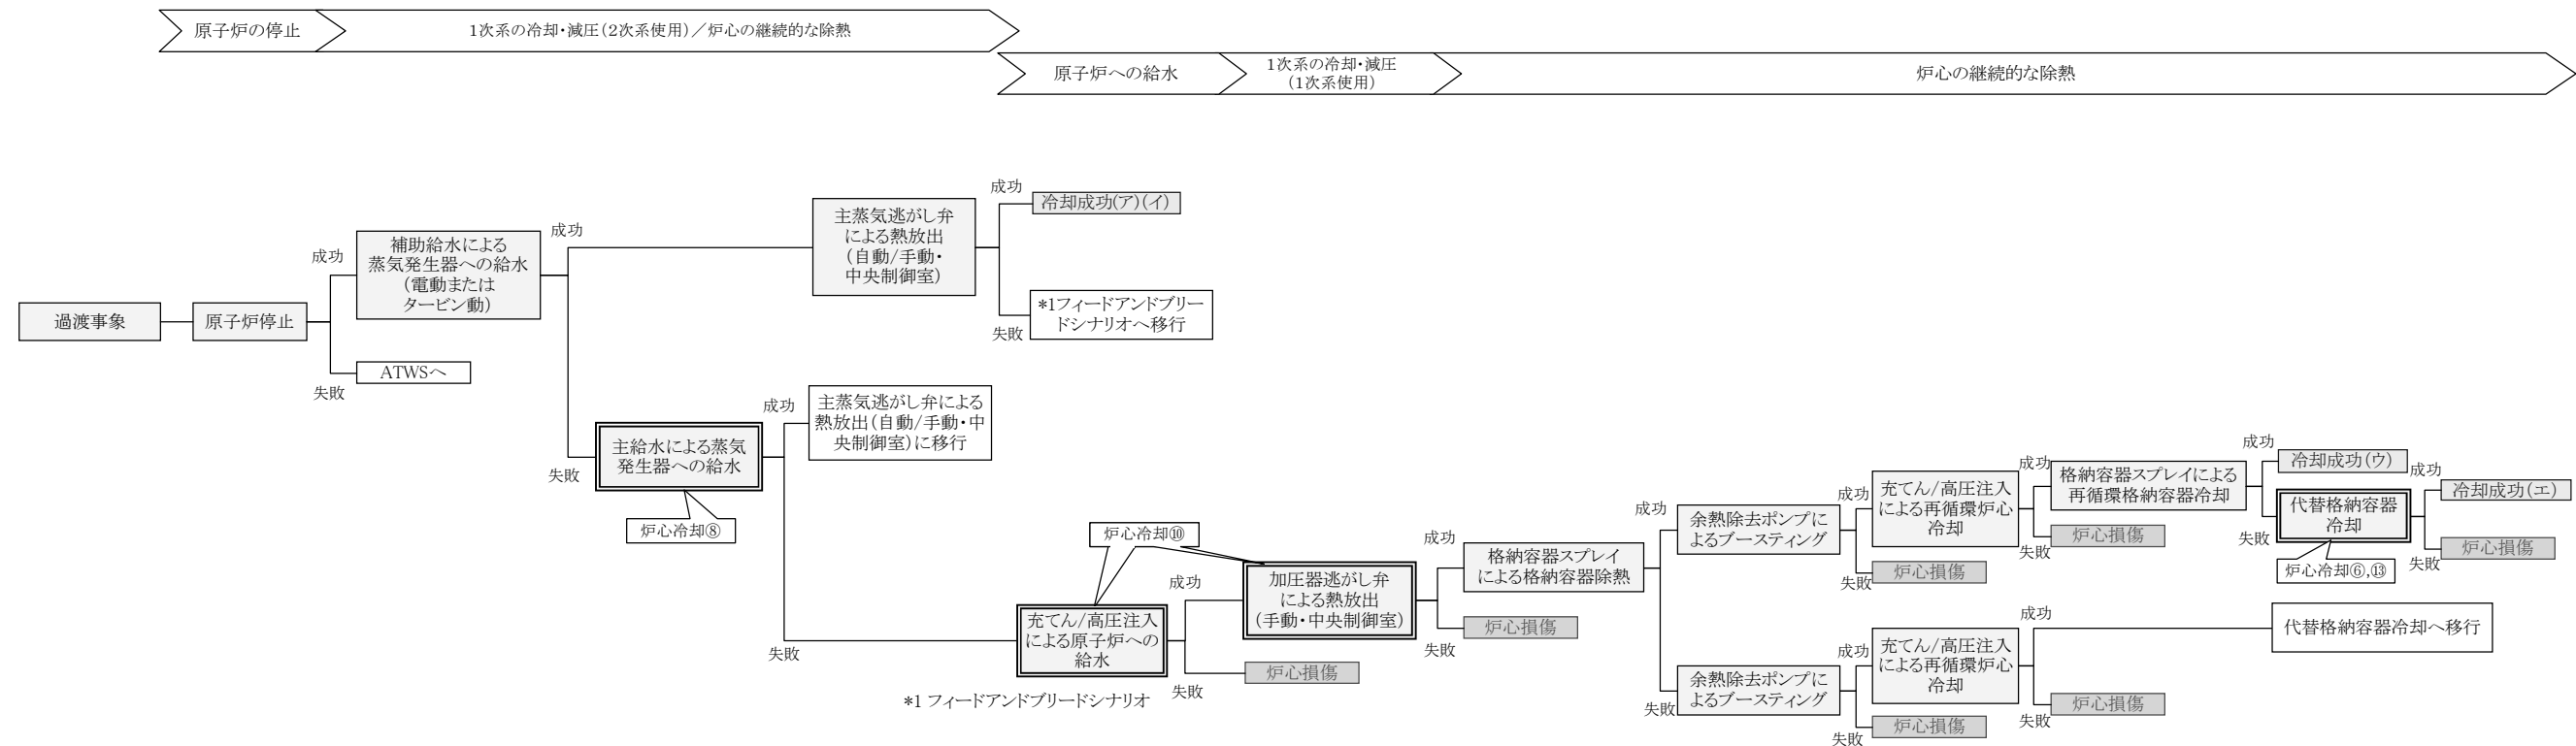 原子炉の停止
1次系の冷却・減圧（2次系使用）／炉心の継続的な除熱
原子炉への給水
1次系の冷却・減圧
（1次系使用）
炉心の継続的な除熱
過渡事象
原子炉停止
成功
失敗
補助給水による
蒸気発生器への給水
（電動または
タービン動）
ATWSへ
成功
失敗
主蒸気逃がし弁
による熱放出
（自動/手動・
中央制御室）
成功
失敗
冷却成功(ア)(イ)
*1フィードアンドブリー
ドシナリオへ移行
主給水による蒸気
発生器への給水
炉心冷却⑧
成功
失敗
主蒸気逃がし弁による
熱放出（自動/手動・中
央制御室）に移行
炉心冷却⑩
充てん/高圧注入
による原子炉への
給水
*1 フィードアンドブリードシナリオ
成功
失敗
加圧器逃がし弁
による熱放出
（手動・中央制御室）
炉心損傷
成功
失敗
格納容器スプレイ
による格納容器除熱
炉心損傷
成功
失敗
余熱除去ポンプに
よるブースティング
成功
失敗
充てん/高圧注入
による再循環炉心
冷却
炉心損傷
成功
失敗
格納容器スプレイによる
再循環格納容器冷却
炉心損傷
成功
失敗
冷却成功（ウ）
代替格納容器
冷却
炉心冷却⑥,⑬
成功
失敗
冷却成功（エ）
炉心損傷
余熱除去ポンプに
よるブースティング
成功
失敗
充てん/高圧注入
による再循環炉心
冷却
炉心損傷
成功
失敗
代替格納容器冷却へ移行
炉心損傷